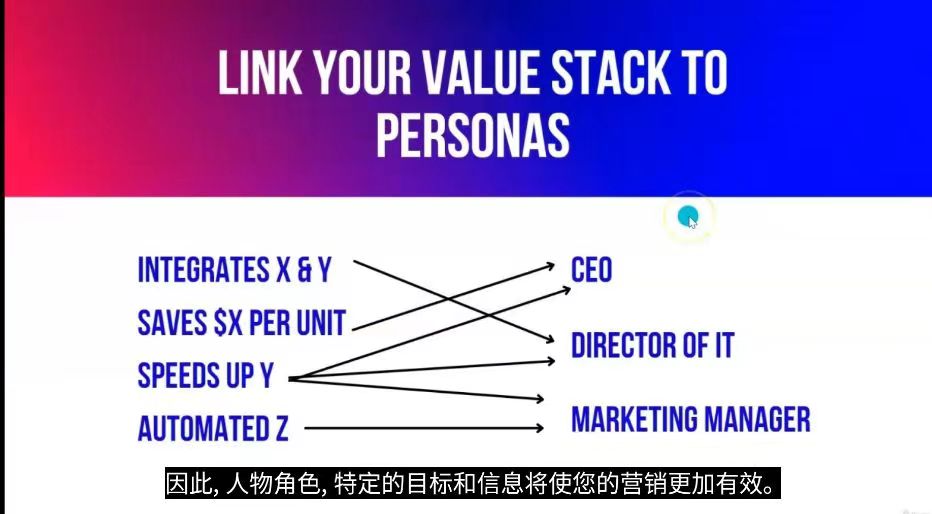 LINK YOUR VALUE STACK TO
PERSONAS
INTEGRATES X & Y
SAVES $X PER UNIT
SPEEDS UP Y
AUTOMATED Z
CEO
DIRECTOR OF IT
MARKETING MANAGER
因此, 人物角色, 特定的目标和信息将使您的营销更加有效。